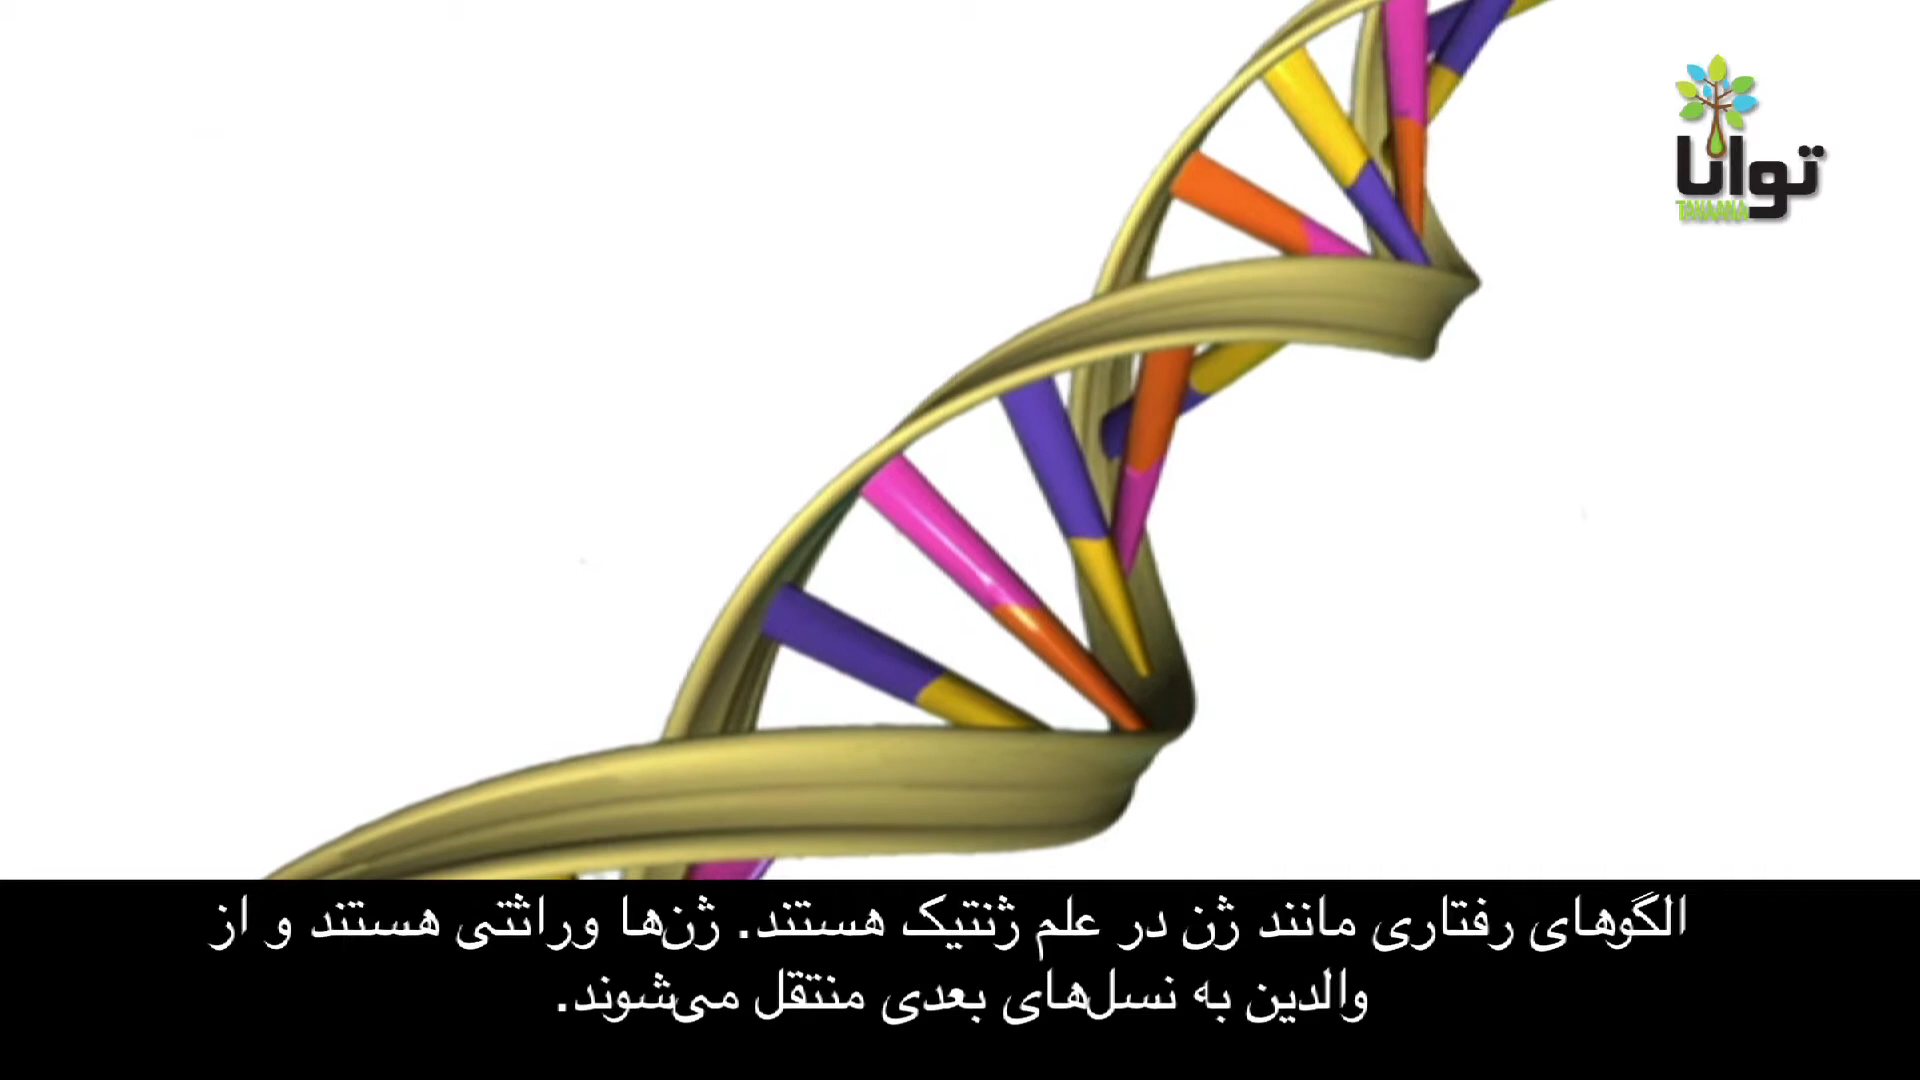 توانا
TAVAANA
الگوهای رفتاری مانند ژن در علم ژنتیک هستند. ژن‌ها وراثتی هستند و از
والدین به نسل‌های بعدی منتقل می‌شوند.